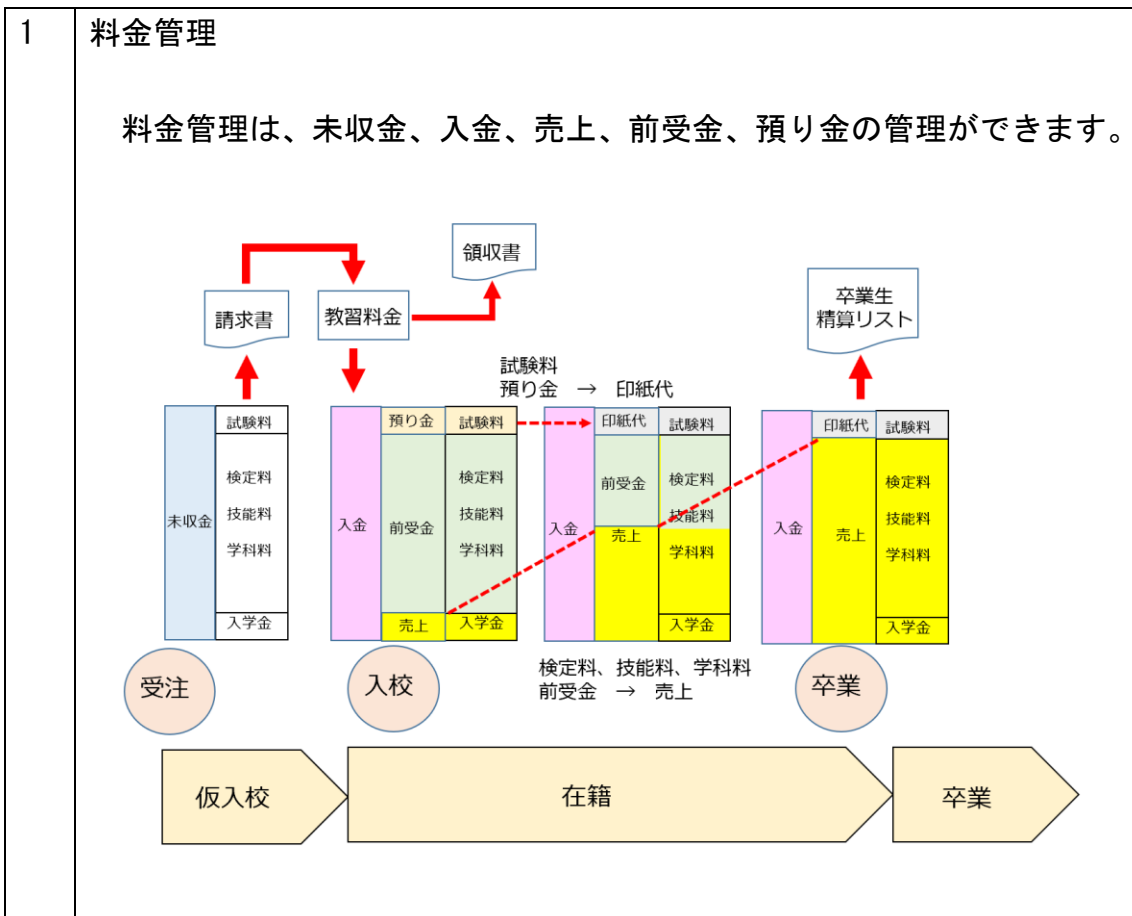 1
料金管理
料金管理は、未収金、入金、売上、前受金、預り金の管理ができます。
領収書
請求書
教習料金
卒業生
精算リスト
試験料
預り金 → 印紙代
未収金
試験料
検定料
技能料
学科料
入学金
入金
預り金
前受金
売上
試験料
検定料
技能料
学科料
入学金
入金
印紙代
前受金
売上
試験料
検定料
技能料
学科料
入学金
入金
印紙代
売上
試験料
検定料
技能料
学科料
入学金
受注
入校
検定料、技能料、学科料
前受金 → 売上
卒業
仮入校
在籍
卒業